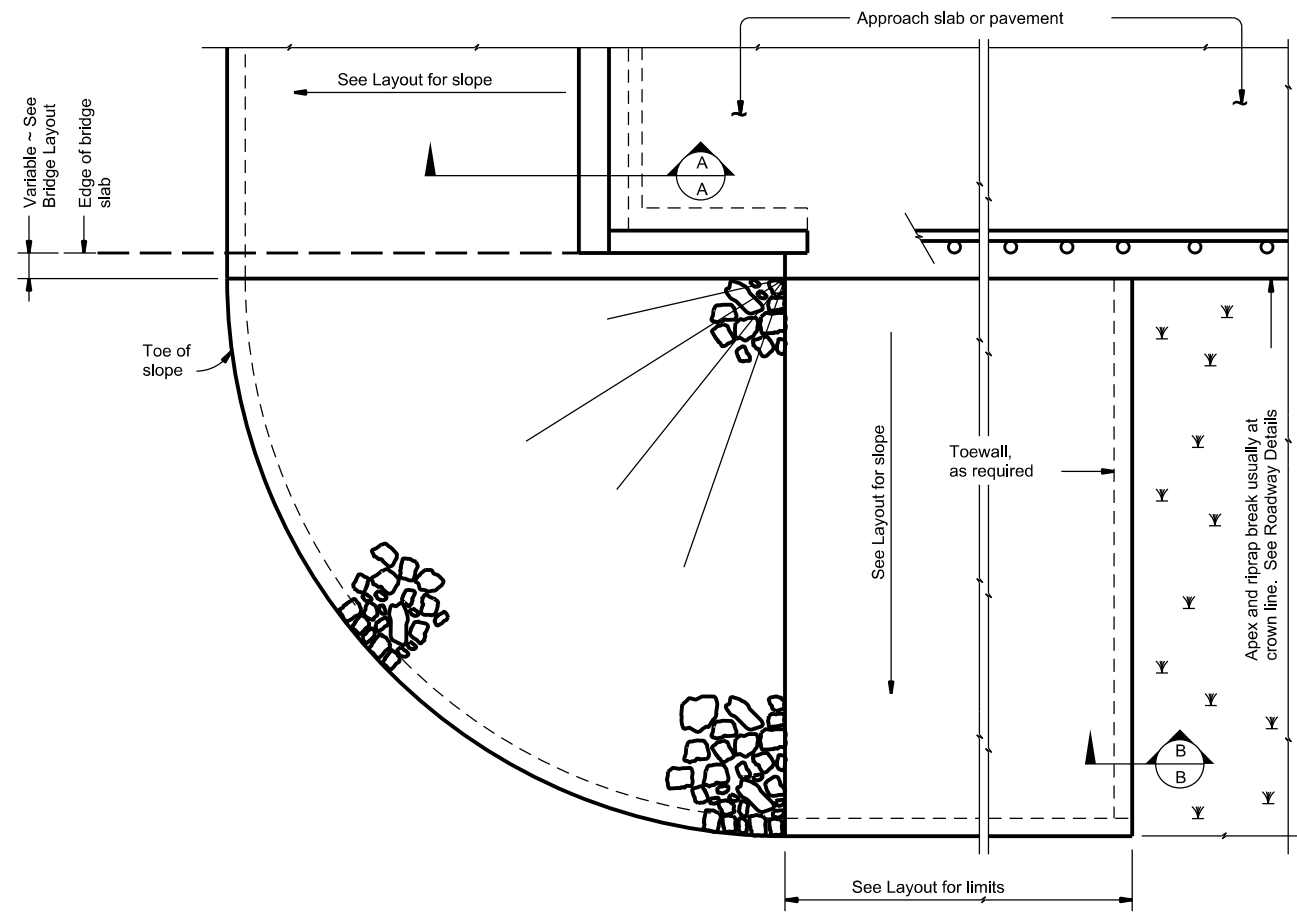 Approach slab or pavement
See Layout for slope
Variable ~ See
Bridge Layout
Edge of bridge
slab
A
A
Toe of
slope
See Layout for slope
Toewall,
as required
Apex and riprap break usually at
crown line. See Roadway Details
B
B
See Layout for limits